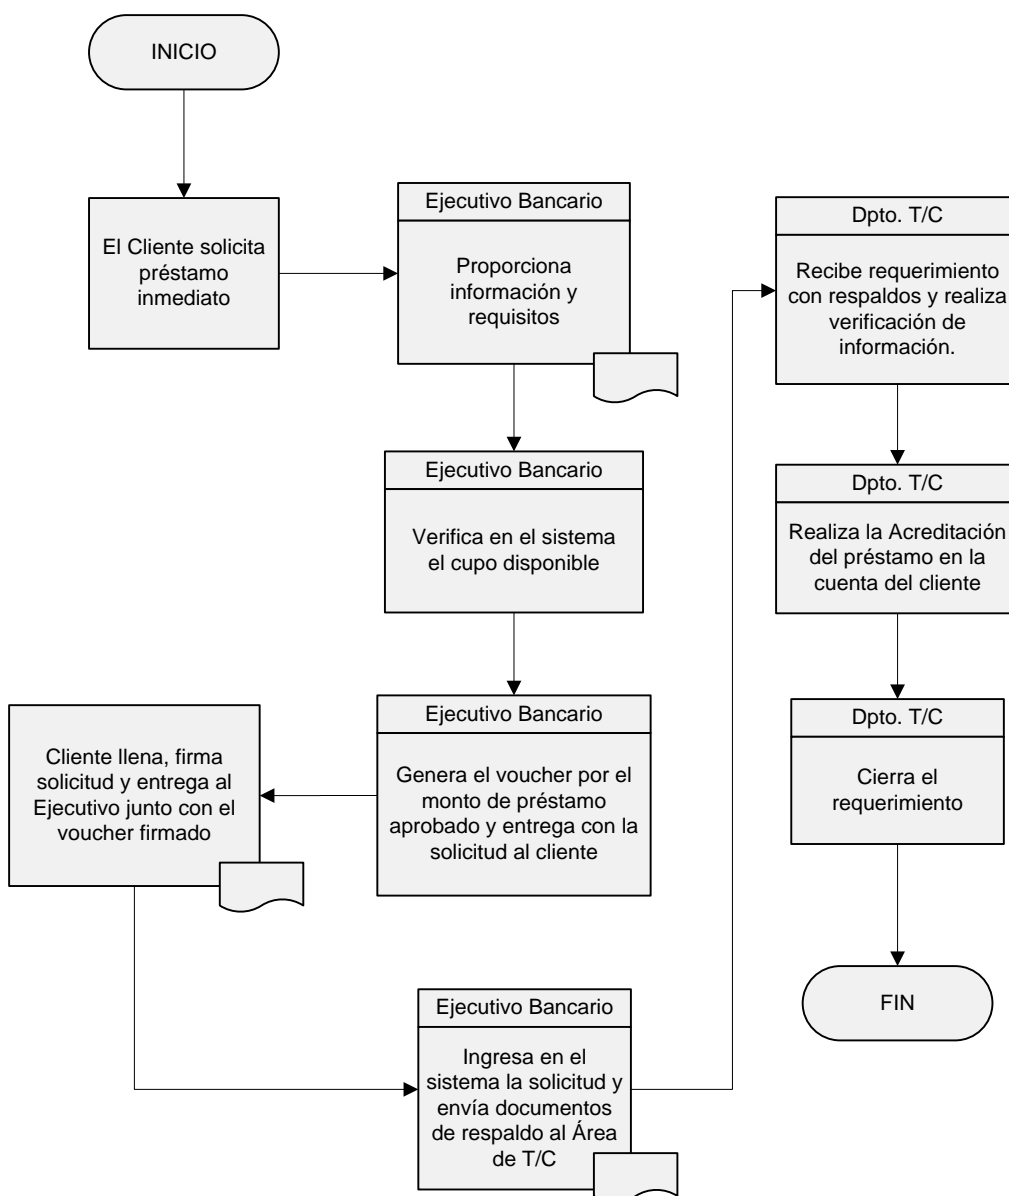 INICIO
El Cliente solicita
préstamo
inmediato
Ejecutivo Bancario
Proporciona
información y
requisitos
Ejecutivo Bancario
Verifica en el sistema
el cupo disponible
Ejecutivo Bancario
Genera el voucher por el
monto de préstamo
aprobado y entrega con la
solicitud al cliente
Cliente llena, firma
solicitud y entrega al
Ejecutivo junto con el
voucher firmado
Ejecutivo Bancario
Ingresa en el
sistema la solicitud y
envía documentos
de respaldo al Área
de T/C
Dpto. T/C
Recibe requerimiento
con respaldos y realiza
verificación de
información.
Dpto. T/C
Realiza la Acreditación
del préstamo en la
cuenta del cliente
Dpto. T/C
Cierra el
requerimiento
FIN